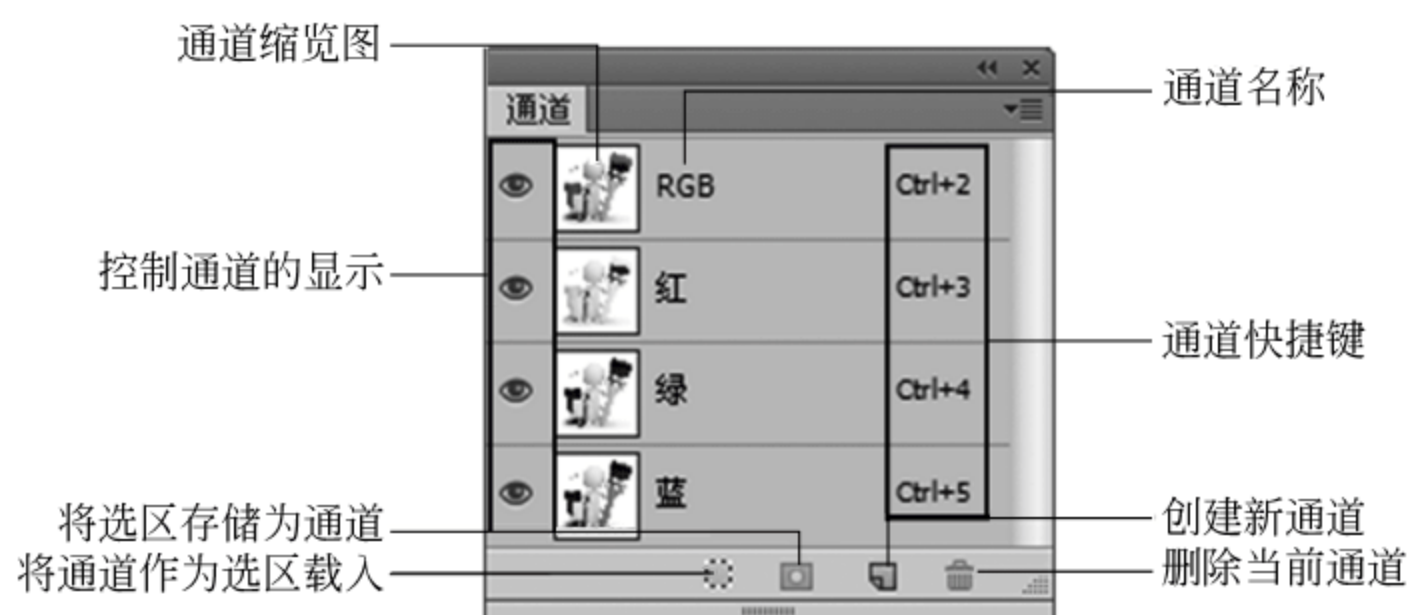 通道缩览图
通道名称
通道
RGB
Ctrl+2
控制通道的显示
红
Ctrl+3
通道快捷键
绿
Ctrl+4
蓝
Ctrl+5
将选区存储为通道
创建新通道
将通道作为选区载入
删除当前通道